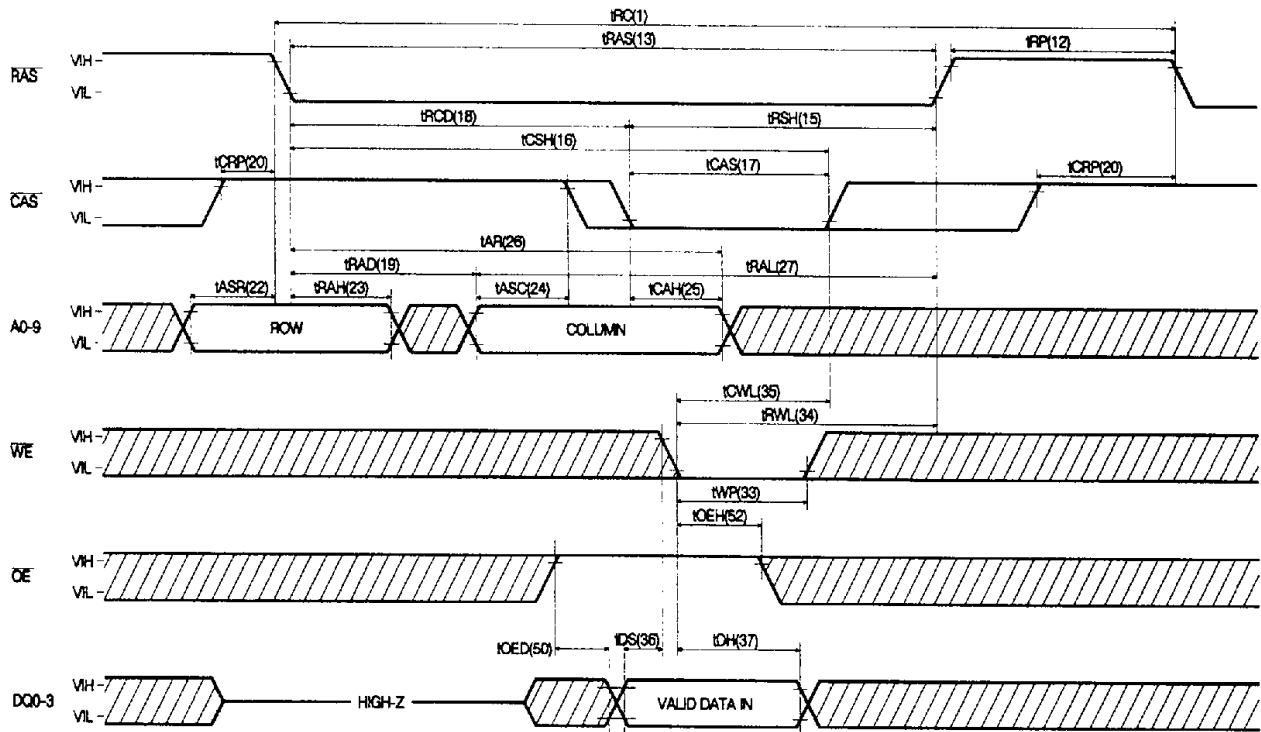 tRC(1)
tRAS(13)
tRP(12)
RAS
VIH
VIL
tRCD(18)
tRSH(15)
tCSH(16)
tCRP(20)
tCAS(17)
tCRP(20)
CAS
VIH
VIL
tAR(26)
tRAD(19)
tRAL(27)
tASR(22)
tRAH(23)
tASC(24)
tCAH(25)
A0-9
VIH
VIL
ROW
COLUMN
tCWL(35)
tRWL(34)
WE
VIH
VIL
tWP(33)
tOEH(52)
OE
VIH
VIL
tOED(50)
tDS(36)
tDH(37)
DQ0-3
VIH
VIL
HIGH-Z
VALID DATA IN